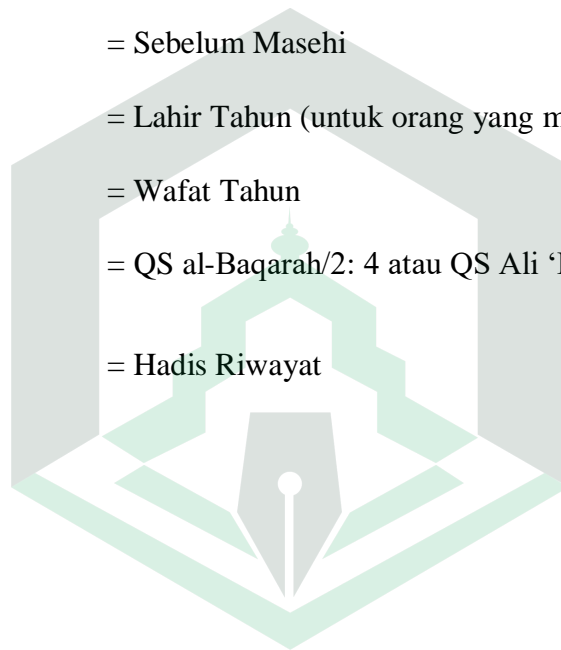 = Sebelum Masehi
= Lahir Tahun (untuk orang yang
= Wafat Tahun
= QS al-Baqarah/2: 4 atau QS Ali
= Hadis Riwayat